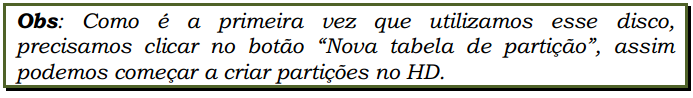 Obs: Como é a primeira vez que utilizamos esse disco,
precisamos clicar no botão “Nova tabela de partição”, assim
podemos começar a criar partições no HD.